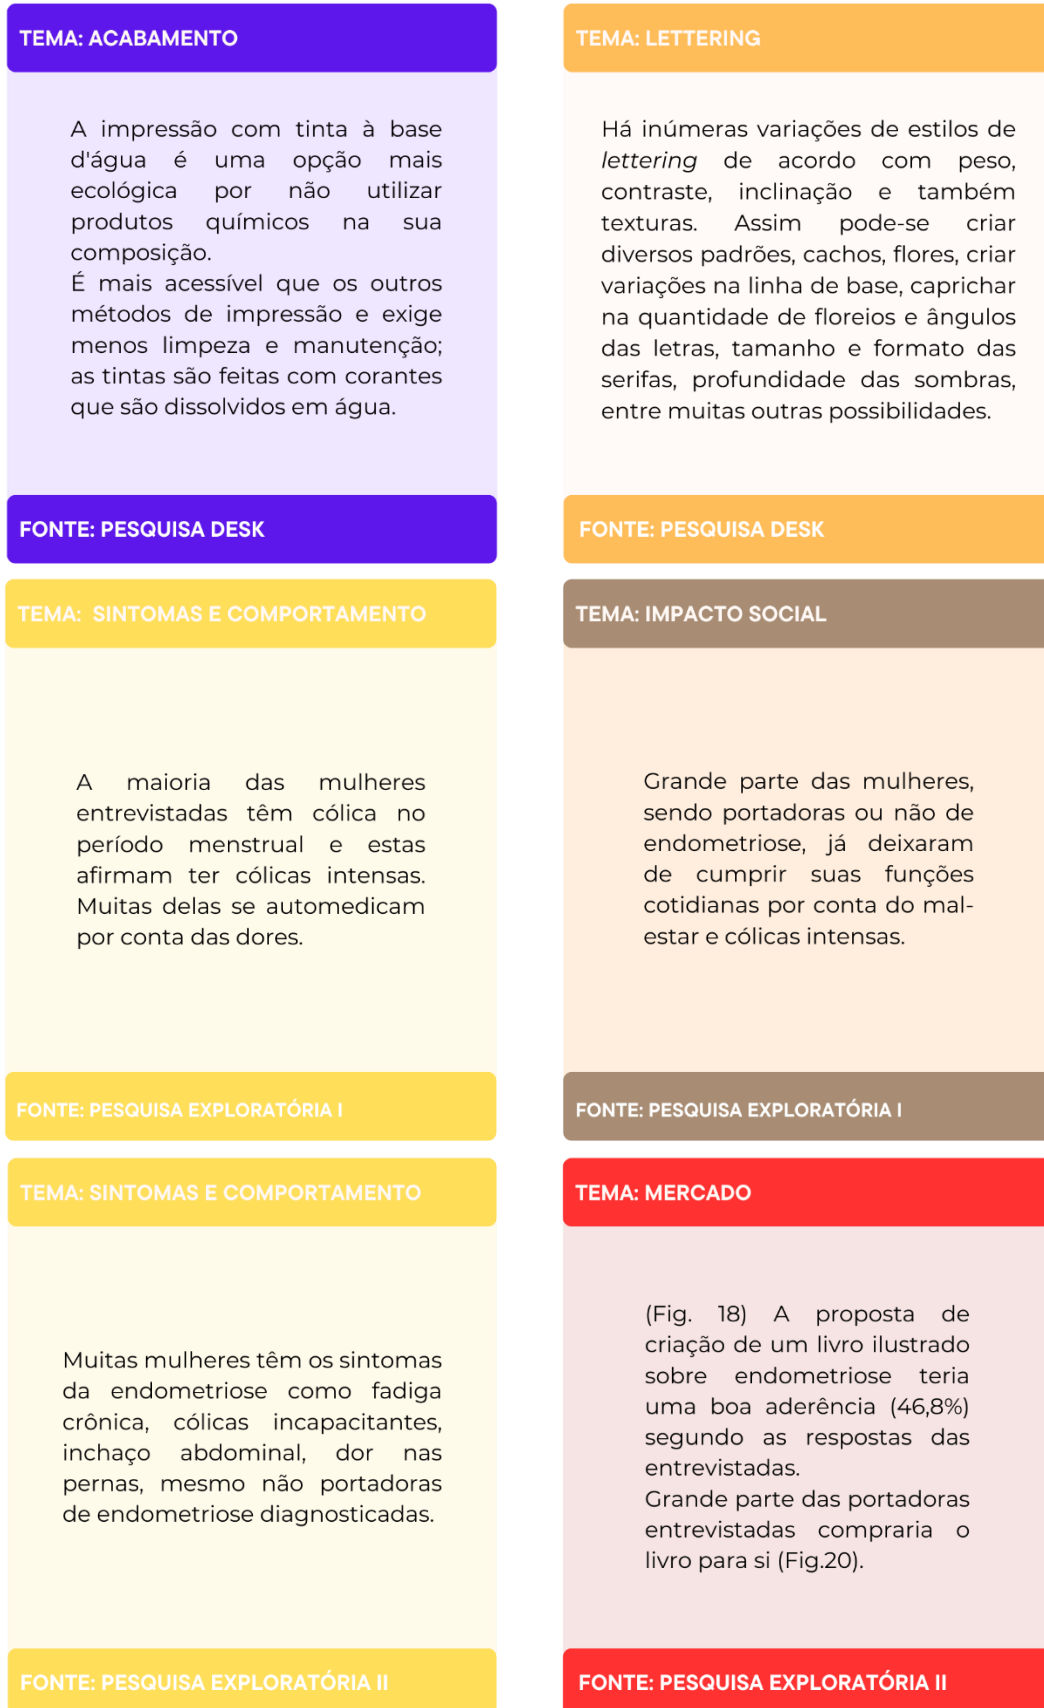 TEMA: ACABAMENTO
A impressão com tinta à base
d'água é uma opção mais
ecológica por não utilizar
produtos químicos na sua
composição.
É mais acessível que os outros
métodos de impressão e exige
menos limpeza e manutenção;
as tintas são feitas com corantes
que são dissolvidos em água.
FONTE: PESQUISA DESK
TEMA: LETTERING
Há inúmeras variações de estilos de
lettering de acordo com peso,
contraste, inclinação e também
texturas. Assim pode-se criar
diversos padrões, cachos, flores, criar
variações na linha de base, caprichar
na quantidade de floreios e ângulos
das letras, tamanho e formato das
serifas, profundidade das sombras,
entre muitas outras possibilidades.
FONTE: PESQUISA DESK
TEMA: SINTOMAS E COMPORTAMENTO
A maioria das mulheres
entrevistadas têm cólica no
período menstrual e estas
afirmam ter cólicas intensas.
Muitas delas se automedicam
por conta das dores.
FONTE: PESQUISA EXPLORATÓRIA I
TEMA: IMPACTO SOCIAL
Grande parte das mulheres,
sendo portadoras ou não de
endometriose, já deixaram
de cumprir suas funções
cotidianas por conta do mal-
estar e cólicas intensas.
FONTE: PESQUISA EXPLORATÓRIA I
TEMA: SINTOMAS E COMPORTAMENTO
Muitas mulheres têm os sintomas
da endometriose como fadiga
crônica, cólicas incapacitantes,
inchaço abdominal, dor nas
pernas, mesmo não portadoras
de endometriose diagnosticadas.
FONTE: PESQUISA EXPLORATÓRIA II
TEMA: MERCADO
(Fig. 18) A proposta de
criação de um livro ilustrado
sobre endometriose teria
uma boa aderência (46,8%)
segundo as respostas das
entrevistadas.
Grande parte das portadoras
entrevistadas compraria o
livro para si (Fig.20).
FONTE: PESQUISA EXPLORATÓRIA II